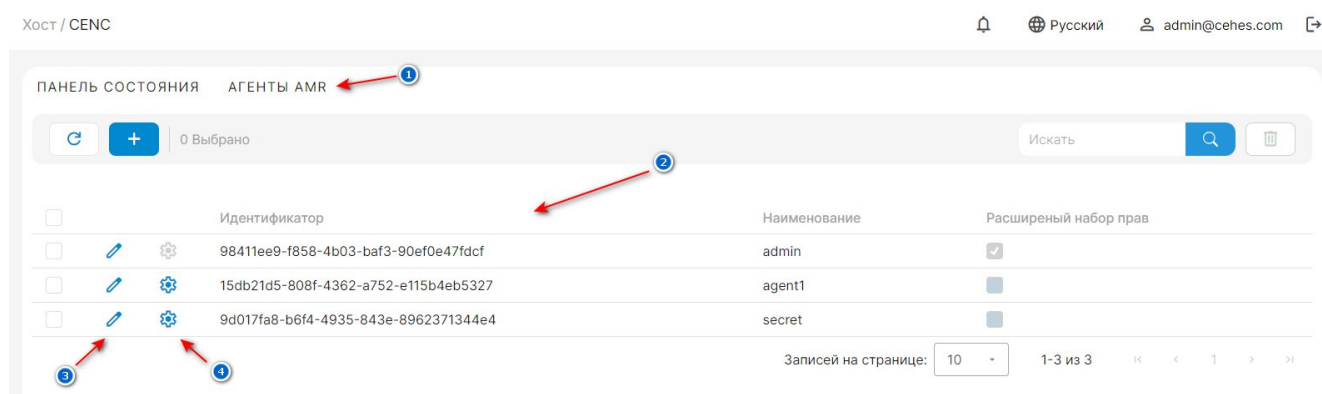 Хост / CENC
Русский
admin@cehes.com
ПАНЕЛЬ СОСТОЯНИЯ АГЕНТЫ AMR
1
0 Выбрано
Искать
2
Идентификатор Наименование Расширеный набор прав
98411ee9-f858-4b03-baf3-90ef0e47fdcf admin
15db21d5-808f-4362-a752-e115b4eb5327 agent1
9d017fa8-b6f4-4935-843e-8962371344e4 secret
Записей на странице: 10 1-3 из 3 1
3
4